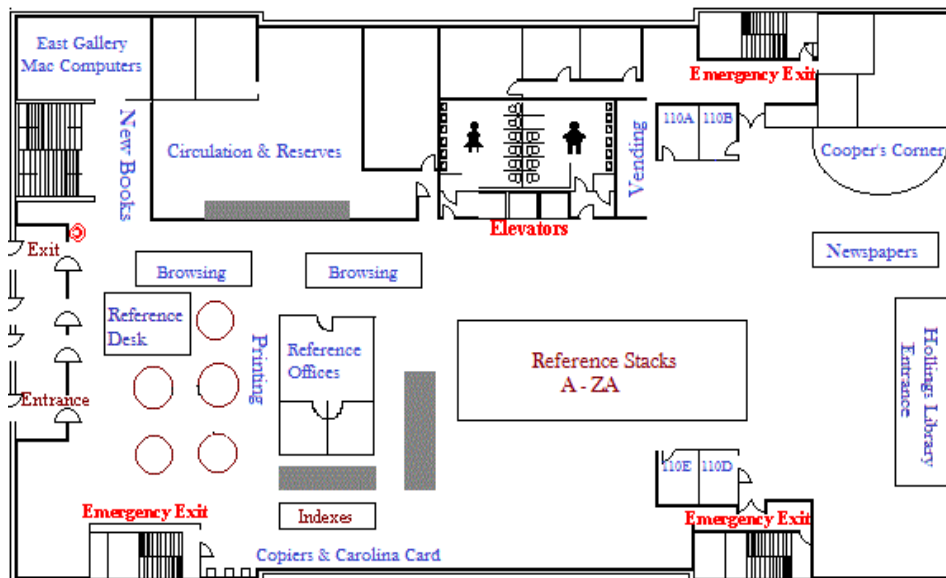 East Gallery
Mac Computers
New Books
Circulation & Reserves
Vending
110A
110B
Emergency Exit
Cooper's Corner
Elevators
Exit
Browsing
Browsing
Newspapers
Reference
Desk
Printing
Reference
Offices
Reference Stacks
A - ZA
Hollings Library
Entrance
Entrance
110E
110D
Emergency Exit
Indexes
Emergency Exit
Copiers & Carolina Card